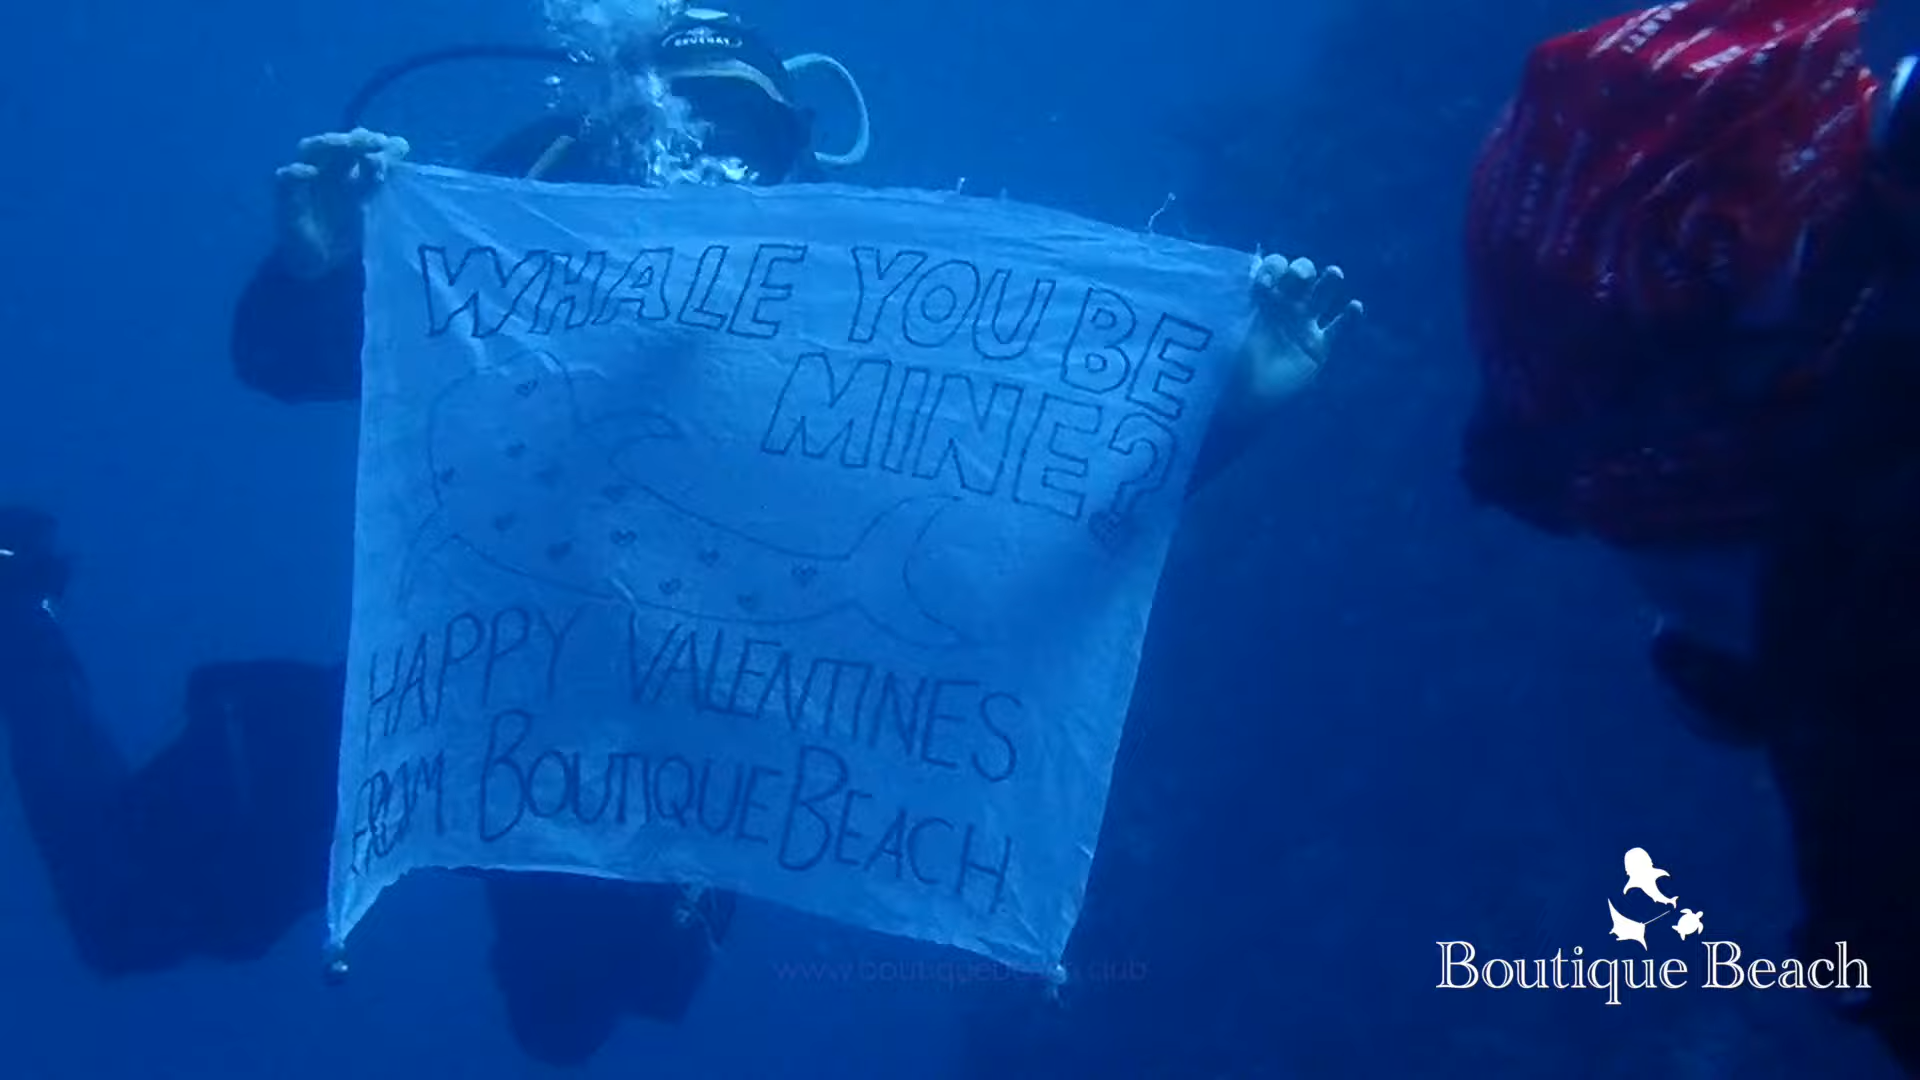 WHALE YOU BE
MINE?
HAPPY VALENTINES
FROM BOUTIQUE BEACH
Boutique Beach